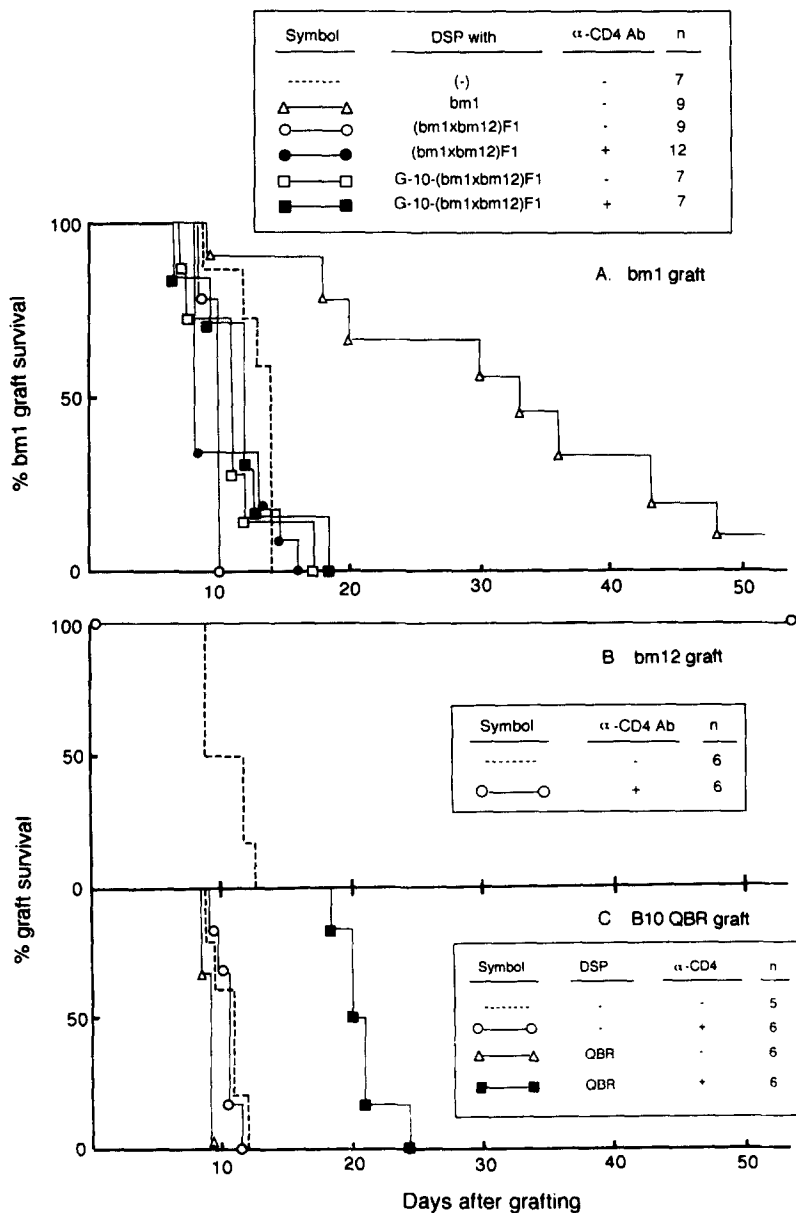 Symbol DSP with α-CD4 Ab n
(-) - 7
bm1 - 9
(bm1xbm12)F1 - 9
(bm1xbm12)F1 + 12
G-10-(bm1xbm12)F1 - 7
G-10-(bm1xbm12)F1 + 7
A. bm1 graft
% bm1 graft survival
100
50
0
10 20 30 40 50
B bm12 graft
Symbol α-CD4 Ab n
- 6
+ 6
100
50
0
% graft survival
C B10 QBR graft
Symbol DSP α-CD4 n
- - 5
- + 6
QBR - 6
QBR + 6
50
0
10 20 30 40 50
Days after grafting